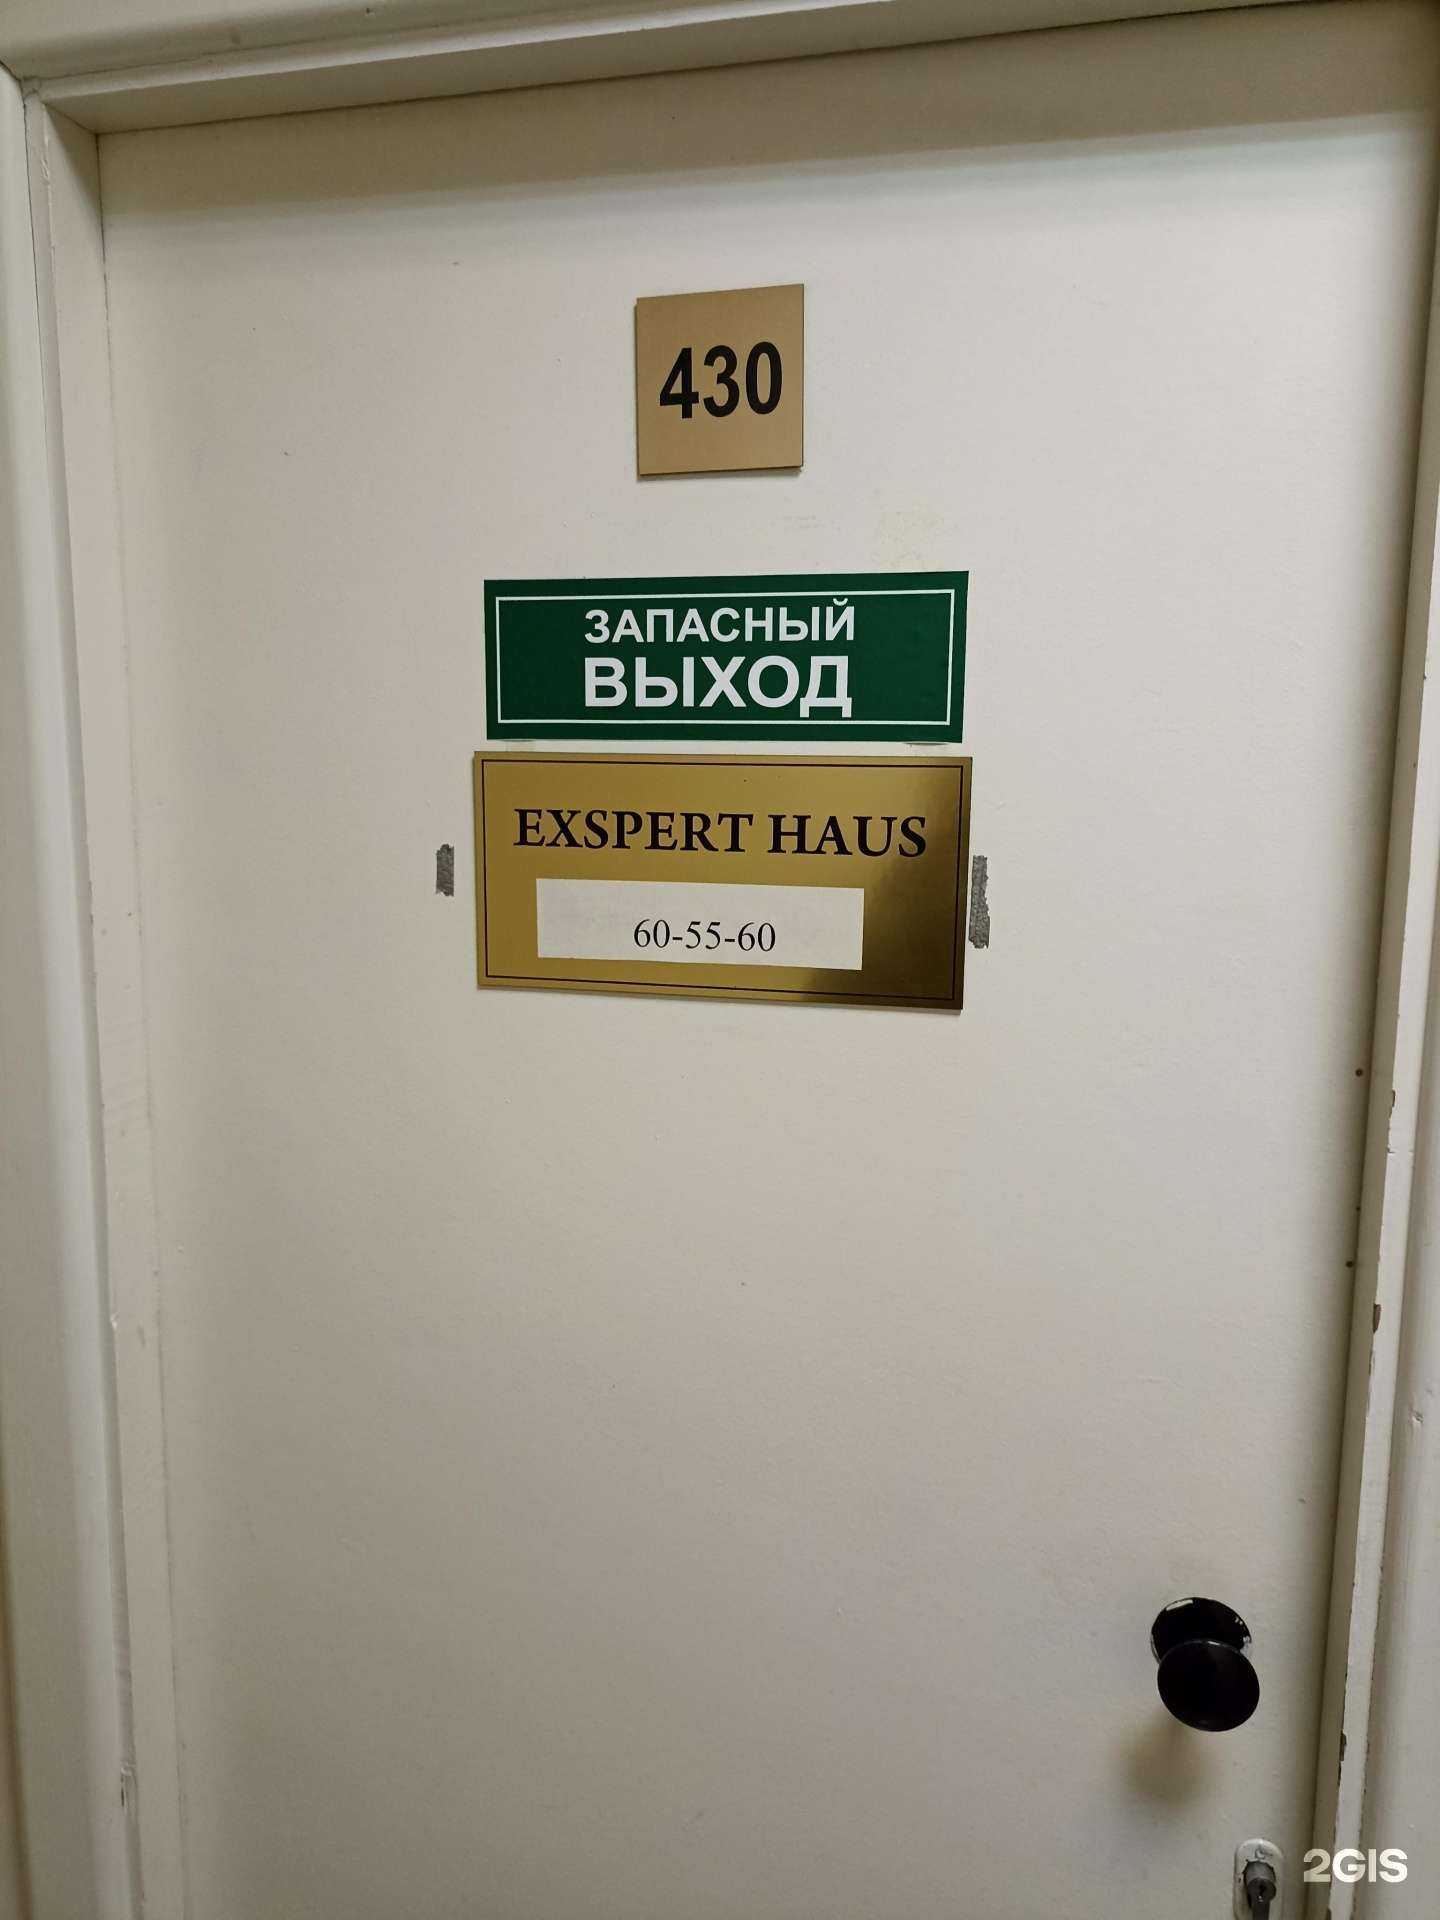 430
ЗАПАСНЫЙ
ВЫХОД
EXSPERT HAUS
60-55-60
2GIS